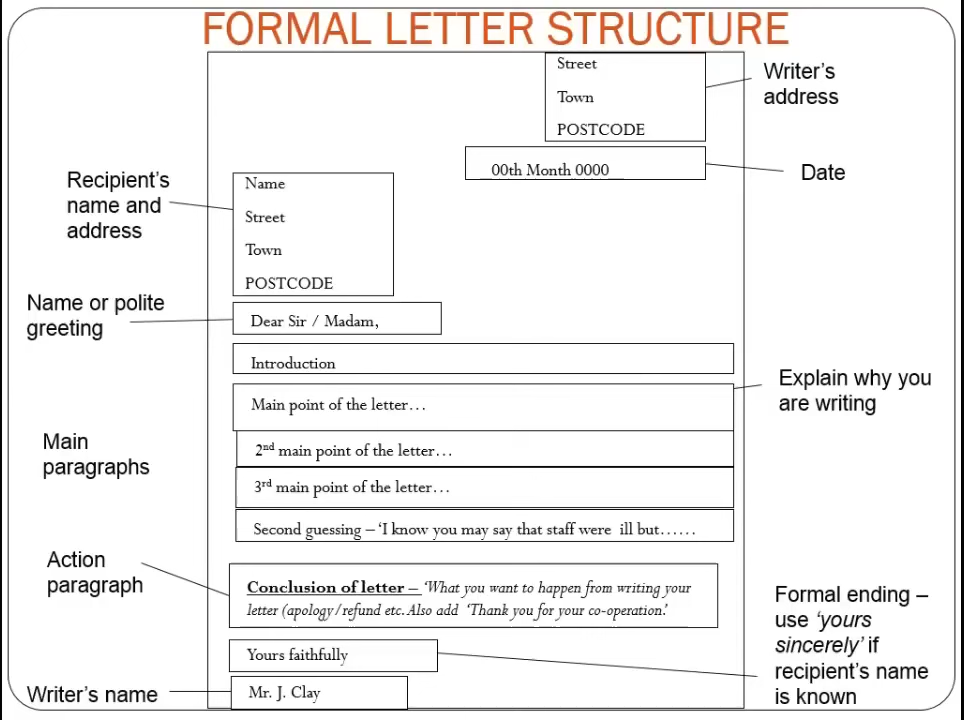 FORMAL LETTER STRUCTURE
Street
Town
POSTCODE
Writer's
address
00th Month 0000
Date
Recipient's
name and
address
Name
Street
Town
POSTCODE
Name or polite
greeting
Dear Sir / Madam,
Introduction
Explain why you
are writing
Main point of the letter…
Main
paragraphs
2nd main point of the letter…
3rd main point of the letter…
Second guessing – 'I know you may say that staff were ill but……
Action
paragraph
Conclusion of letter – 'What you want to happen from writing your
letter (apology/refund etc. Also add 'Thank you for your co-operation.'
Formal ending –
use 'yours
sincerely' if
recipient's name
is known
Yours faithfully
Writer's name
Mr. J. Clay